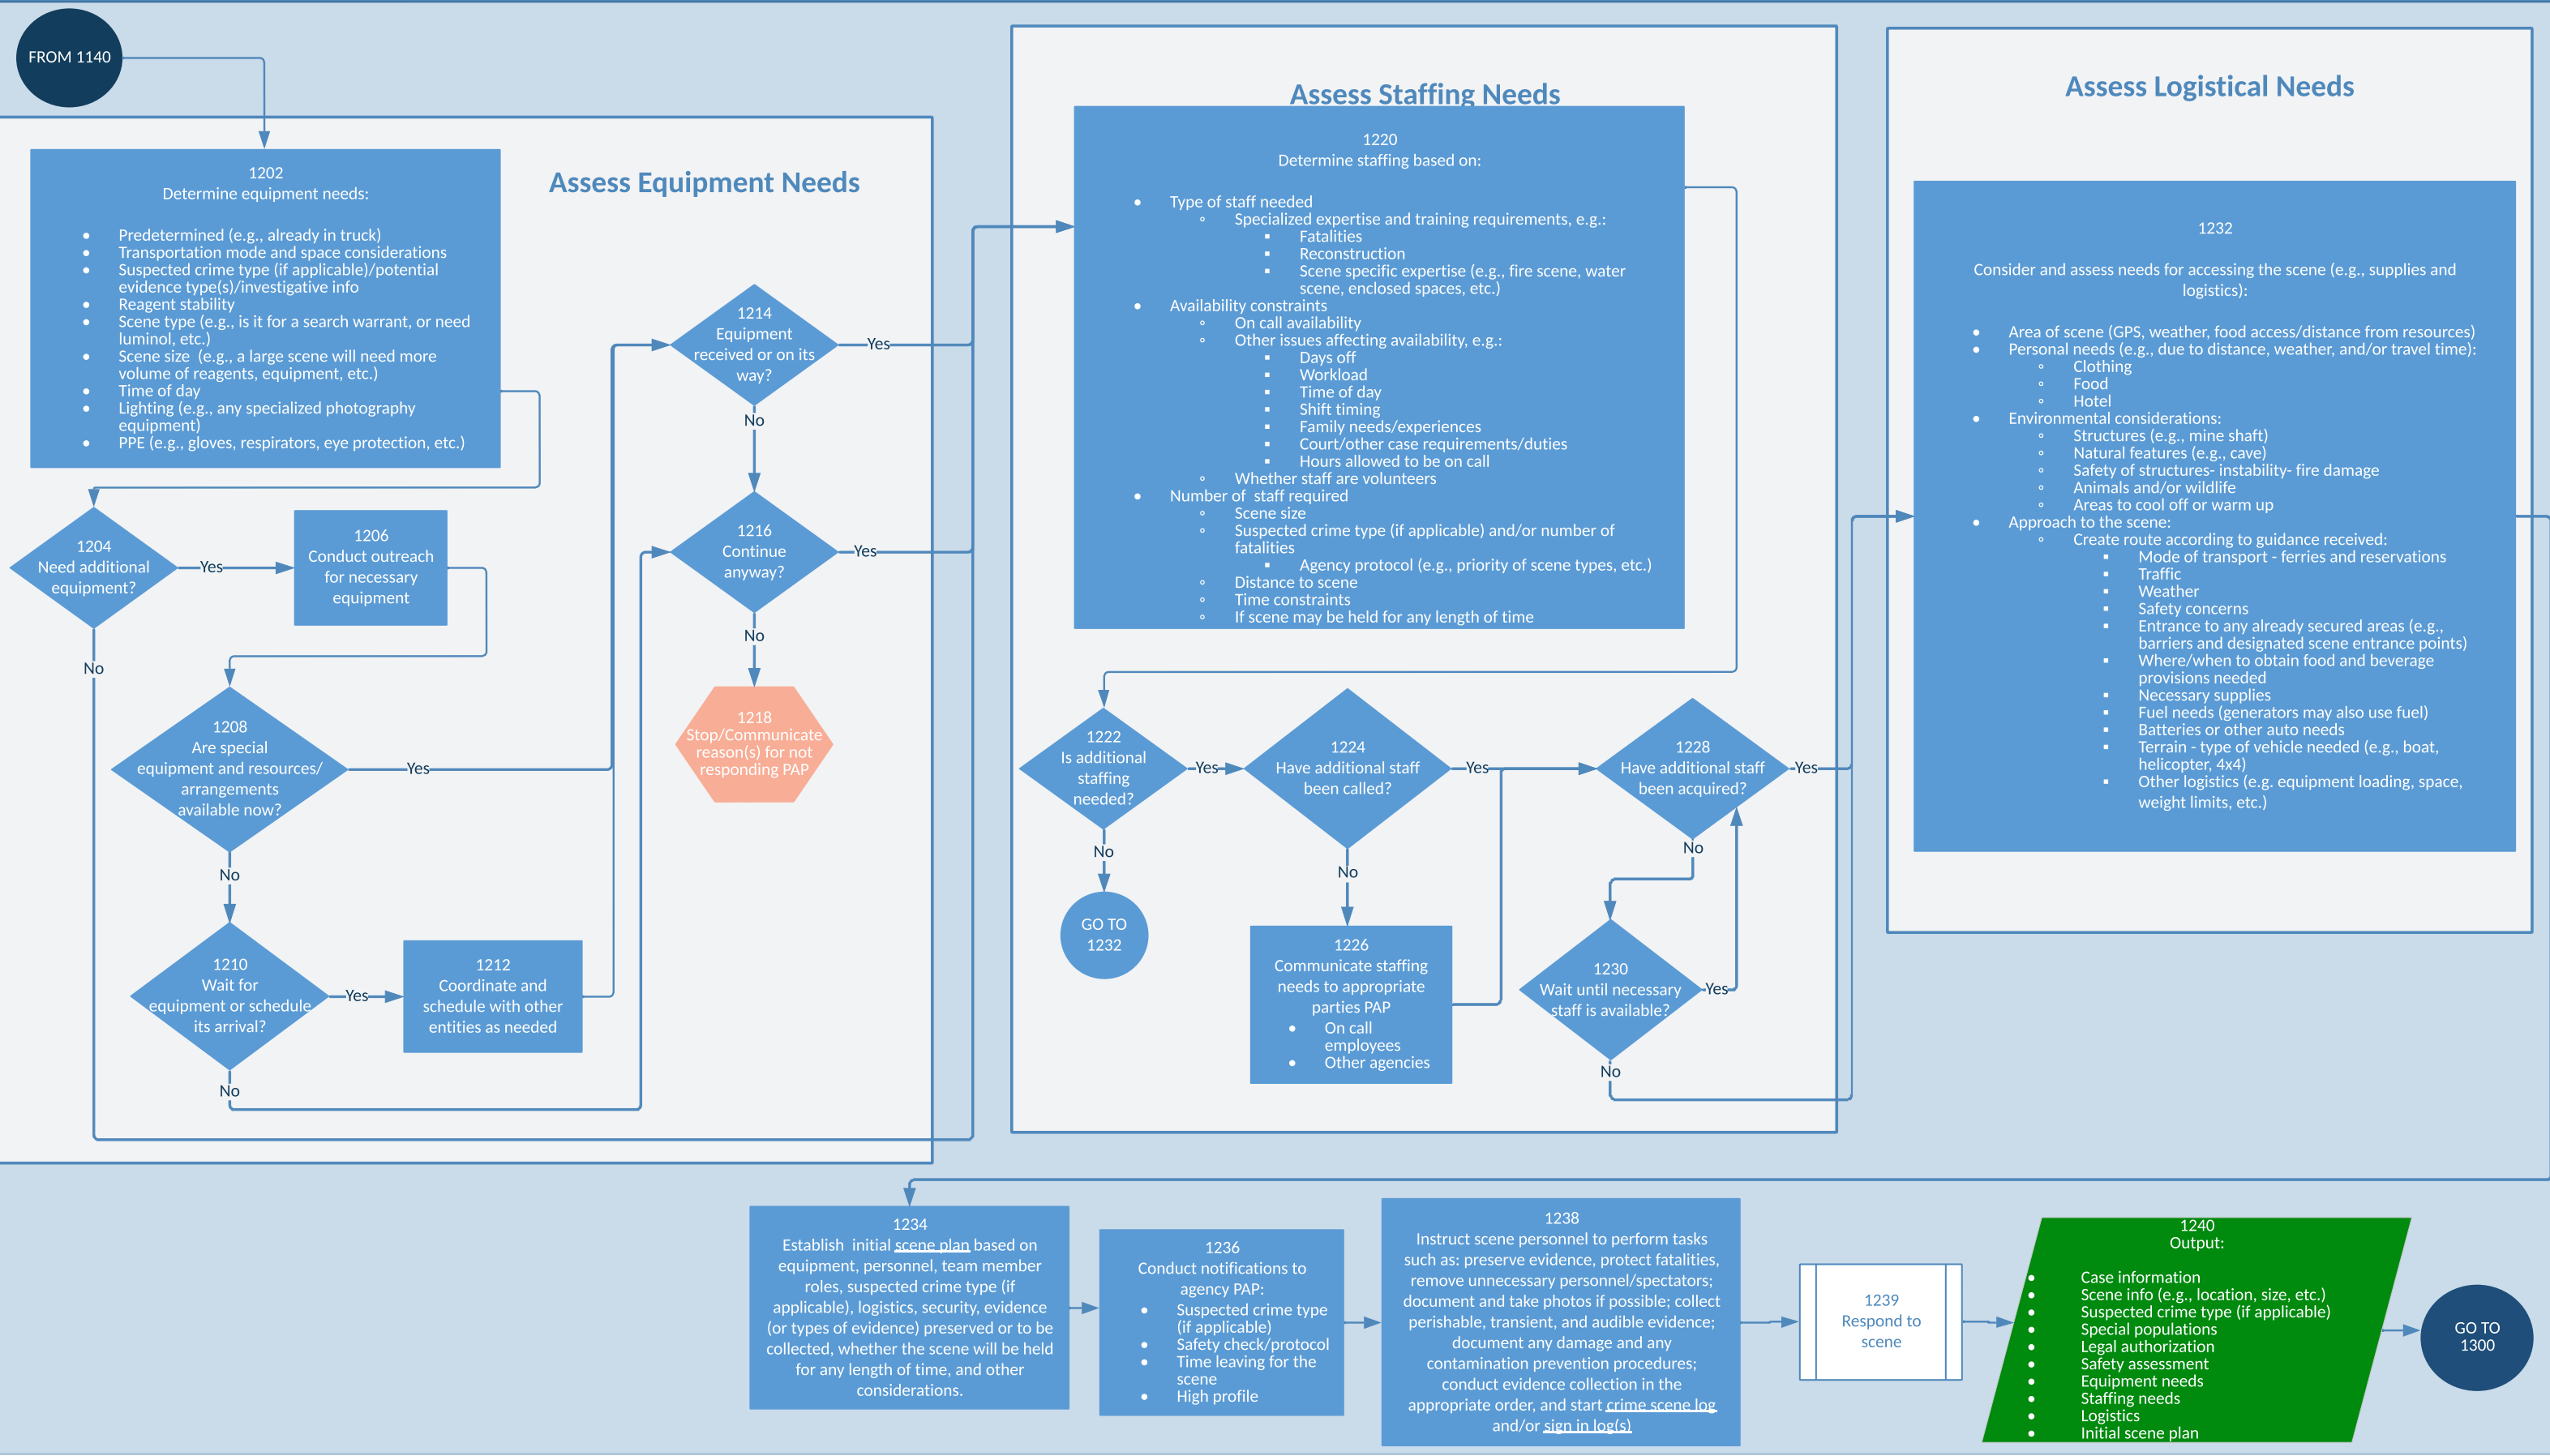 FROM 1140
Assess Equipment Needs
1202
Determine equipment needs:
• Predetermined (e.g., already in truck)
• Transportation mode and space considerations
• Suspected crime type (if applicable)/potential
evidence type(s)/investigative info
• Reagent stability
• Scene type (e.g., is it for a search warrant, or need
luminol, etc.)
• Scene size (e.g., a large scene will need more
volume of reagents, equipment, etc.)
• Time of day
• Lighting (e.g., any specialized photography
equipment)
• PPE (e.g., gloves, respirators, eye protection, etc.)
1204
Need additional
equipment?
Yes
No
1206
Conduct outreach
for necessary
equipment
1208
Are special
equipment and resources/
arrangements
available now?
Yes
No
1210
Wait for
equipment or schedule
its arrival?
Yes
No
1212
Coordinate and
schedule with other
entities as needed
1214
Equipment
received or on its
way?
Yes
No
1216
Continue
anyway?
Yes
No
1218
Stop/Communicate
reason(s) for not
responding PAP
Assess Staffing Needs
1220
Determine staffing based on:
• Type of staff needed
◦ Specialized expertise and training requirements, e.g.:
▪ Fatalities
▪ Reconstruction
▪ Scene specific expertise (e.g., fire scene, water
scene, enclosed spaces, etc.)
• Availability constraints
◦ On call availability
◦ Other issues affecting availability, e.g.:
▪ Days off
▪ Workload
▪ Time of day
▪ Shift timing
▪ Family needs/experiences
▪ Court/other case requirements/duties
▪ Hours allowed to be on call
◦ Whether staff are volunteers
• Number of staff required
◦ Scene size
◦ Suspected crime type (if applicable) and/or number of
fatalities
▪ Agency protocol (e.g., priority of scene types, etc.)
◦ Distance to scene
◦ Time constraints
◦ If scene may be held for any length of time
1222
Is additional
staffing
needed?
Yes
No
GO TO
1232
1224
Have additional staff
been called?
Yes
No
1226
Communicate staffing
needs to appropriate
parties PAP
• On call
employees
• Other agencies
1228
Have additional staff
been acquired?
Yes
No
1230
Wait until necessary
staff is available?
Yes
No
Assess Logistical Needs
1232
Consider and assess needs for accessing the scene (e.g., supplies and
logistics):
• Area of scene (GPS, weather, food access/distance from resources)
• Personal needs (e.g., due to distance, weather, and/or travel time):
◦ Clothing
◦ Food
◦ Hotel
• Environmental considerations:
◦ Structures (e.g., mine shaft)
◦ Natural features (e.g., cave)
◦ Safety of structures- instability- fire damage
◦ Animals and/or wildlife
◦ Areas to cool off or warm up
• Approach to the scene:
◦ Create route according to guidance received:
▪ Mode of transport - ferries and reservations
▪ Traffic
▪ Weather
▪ Safety concerns
▪ Entrance to any already secured areas (e.g.,
barriers and designated scene entrance points)
▪ Where/when to obtain food and beverage
provisions needed
▪ Necessary supplies
▪ Fuel needs (generators may also use fuel)
▪ Batteries or other auto needs
▪ Terrain - type of vehicle needed (e.g., boat,
helicopter, 4x4)
▪ Other logistics (e.g. equipment loading, space,
weight limits, etc.)
1234
Establish initial scene plan based on
equipment, personnel, team member
roles, suspected crime type (if
applicable), logistics, security, evidence
(or types of evidence) preserved or to be
collected, whether the scene will be held
for any length of time, and other
considerations.
1236
Conduct notifications to
agency PAP:
• Suspected crime type
(if applicable)
• Safety check/protocol
• Time leaving for the
scene
• High profile
1238
Instruct scene personnel to perform tasks
such as: preserve evidence, protect fatalities,
remove unnecessary personnel/spectators;
document and take photos if possible; collect
perishable, transient, and audible evidence;
document any damage and any
contamination prevention procedures;
conduct evidence collection in the
appropriate order, and start crime scene log
and/or sign in log(s)
1239
Respond to
scene
1240
Output:
• Case information
• Scene info (e.g., location, size, etc.)
• Suspected crime type (if applicable)
• Special populations
• Legal authorization
• Safety assessment
• Equipment needs
• Staffing needs
• Logistics
• Initial scene plan
GO TO
1300